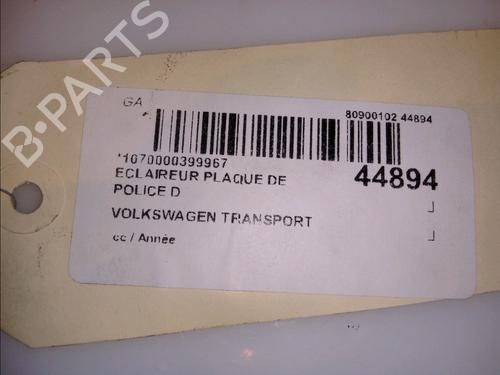 GA
80900102 44894
*1070000399967
ECLAIREUR PLAQUE DE
POLICE D
44894
VOLKSWAGEN TRANSPORT
cc / Année
B-PARTS